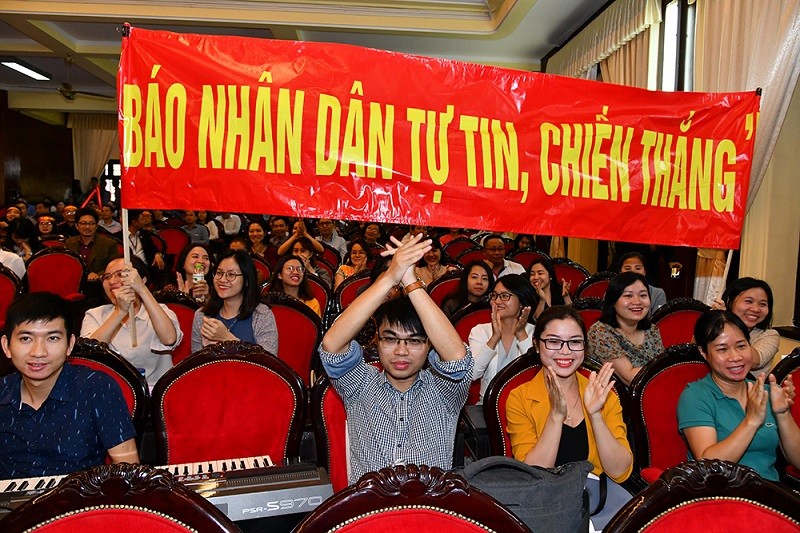 BÁO NHÂN DÂN TỰ TIN, CHIẾN THẮNG"
PSR-S970